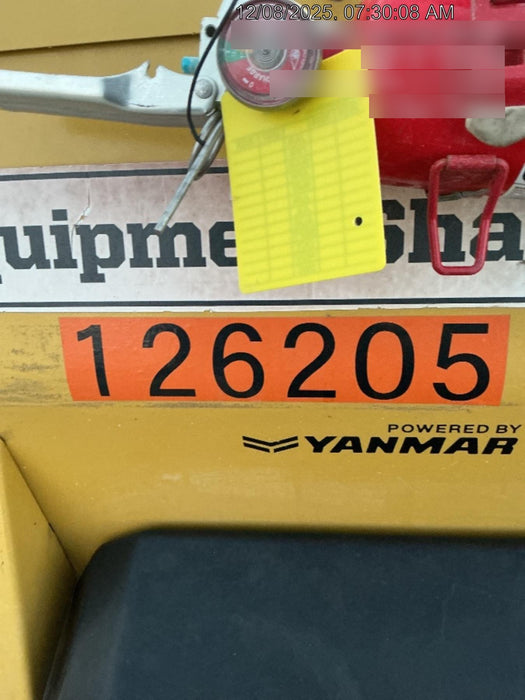 12/08/2025, 07:30:08 AM
126205
POWERED BY
YANMAR